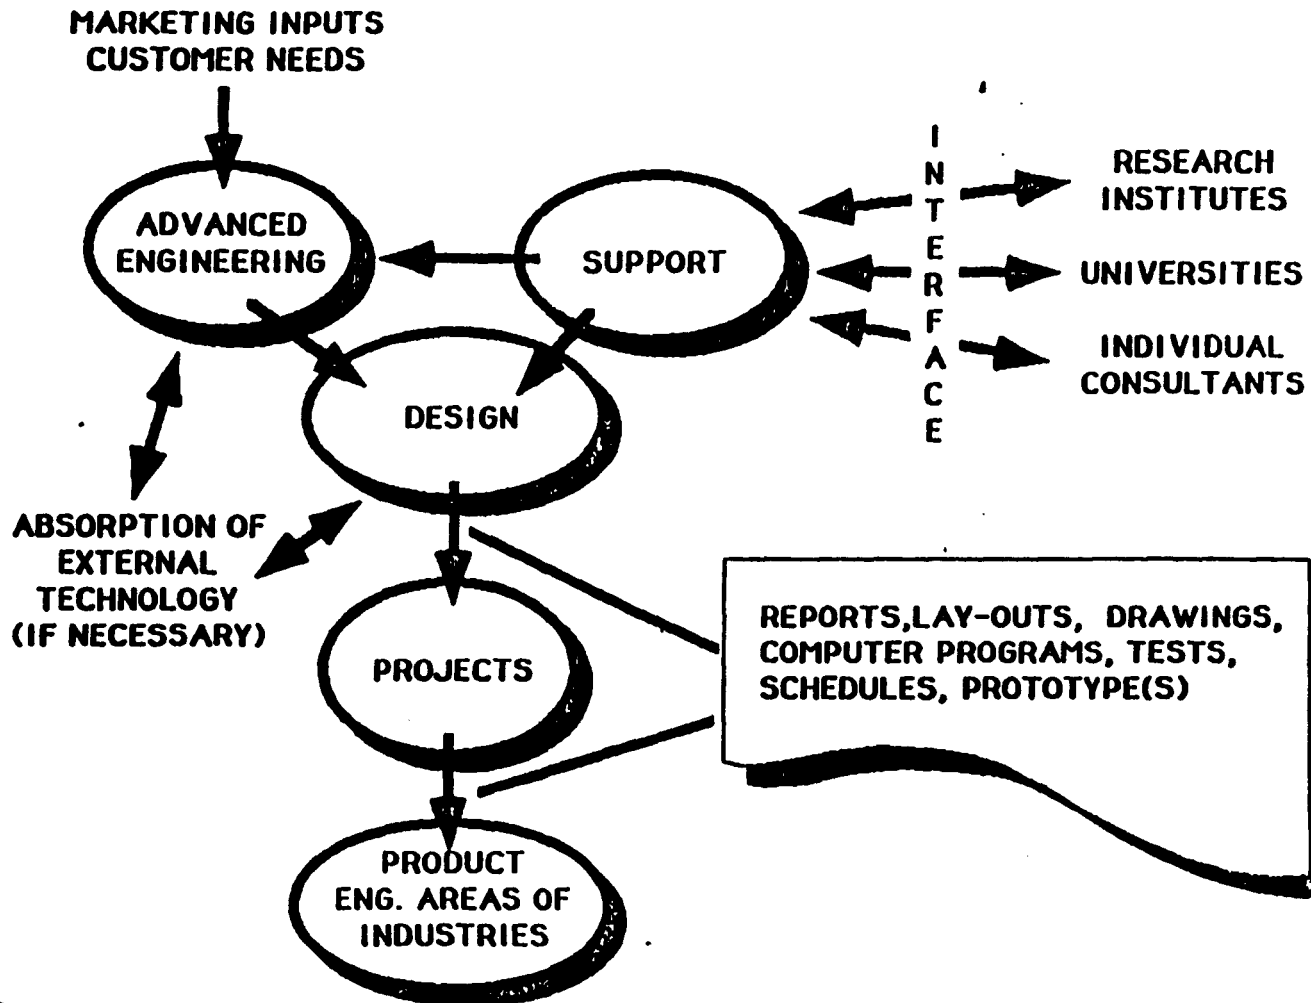 MARKETING INPUTS
CUSTOMER NEEDS
ADVANCED
ENGINEERING
SUPPORT
INTERFACE
RESEARCH
INSTITUTES
UNIVERSITIES
INDIVIDUAL
CONSULTANTS
DESIGN
ABSORPTION OF
EXTERNAL
TECHNOLOGY
(IF NECESSARY)
PROJECTS
REPORTS,LAY-OUTS, DRAWINGS,
COMPUTER PROGRAMS, TESTS,
SCHEDULES, PROTOTYPE(S)
PRODUCT
ENG. AREAS OF
INDUSTRIES